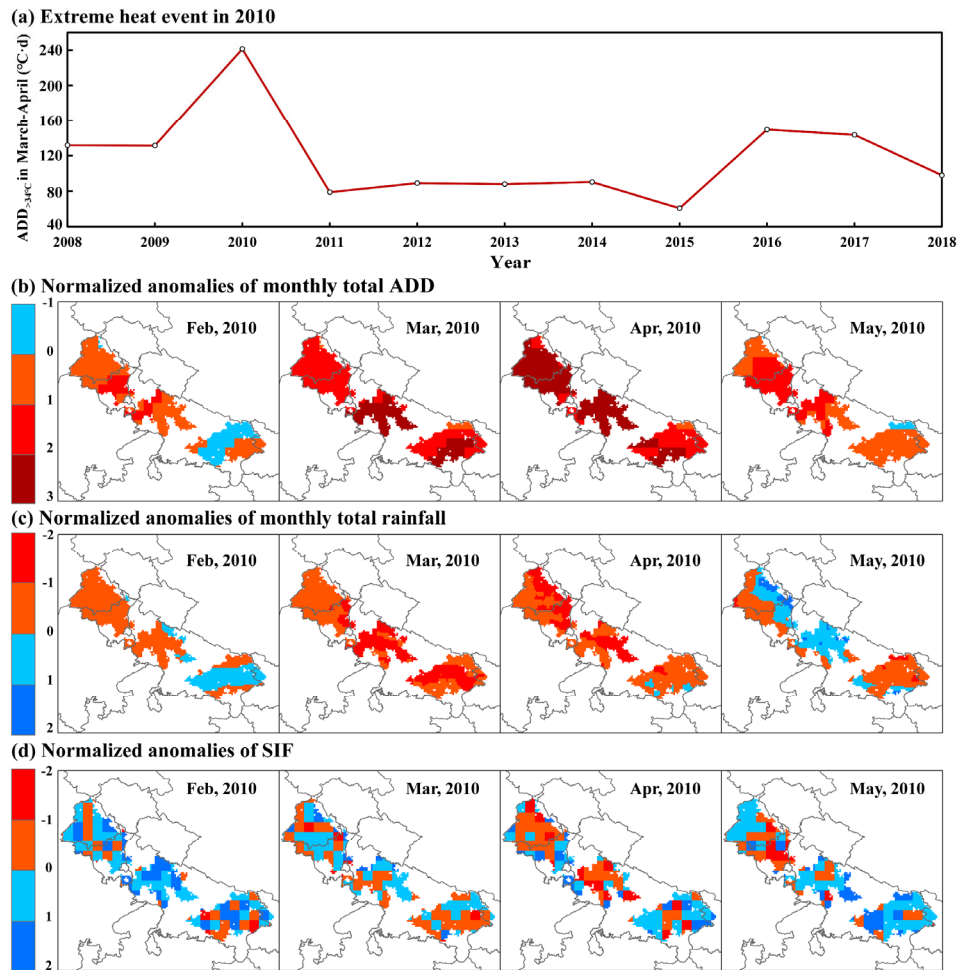 (a) Extreme heat event in 2010
ADD>34°C in March-April (°C·d)
240
200
160
120
80
40
2008 2009 2010 2011 2012 2013 2014 2015 2016 2017 2018
Year
(b) Normalized anomalies of monthly total ADD
-1
0
1
2
3
Feb, 2010
Mar, 2010
Apr, 2010
May, 2010
(c) Normalized anomalies of monthly total rainfall
-2
-1
0
1
2
Feb, 2010
Mar, 2010
Apr, 2010
May, 2010
(d) Normalized anomalies of SIF
-2
-1
0
1
2
Feb, 2010
Mar, 2010
Apr, 2010
May, 2010